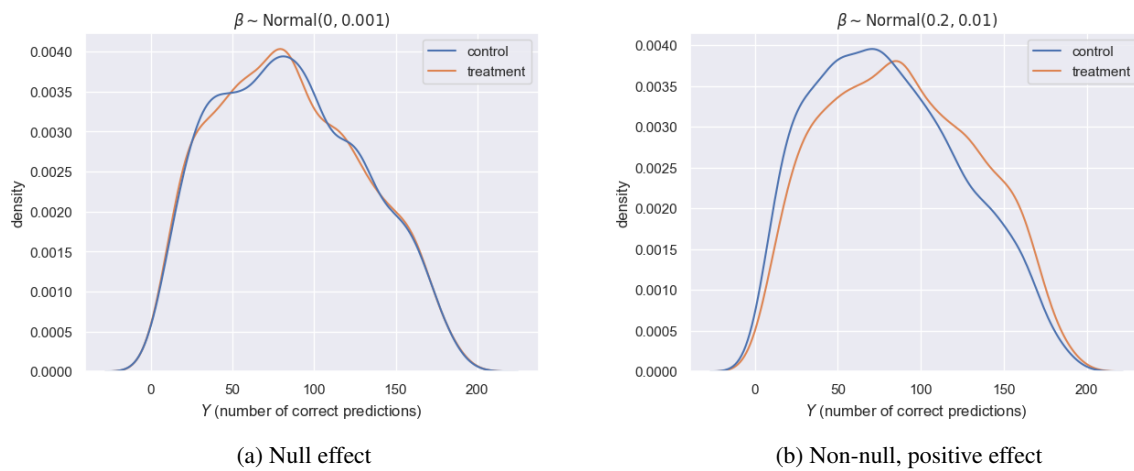 β ~ Normal(0, 0.001)
control
treatment
0.0040
0.0035
0.0030
0.0025
0.0020
0.0015
0.0010
0.0005
0.0000
density
0 50 100 150 200
Y (number of correct predictions)
(a) Null effect
β ~ Normal(0.2, 0.01)
control
treatment
0.0040
0.0035
0.0030
0.0025
0.0020
0.0015
0.0010
0.0005
0.0000
density
0 50 100 150 200
Y (number of correct predictions)
(b) Non-null, positive effect